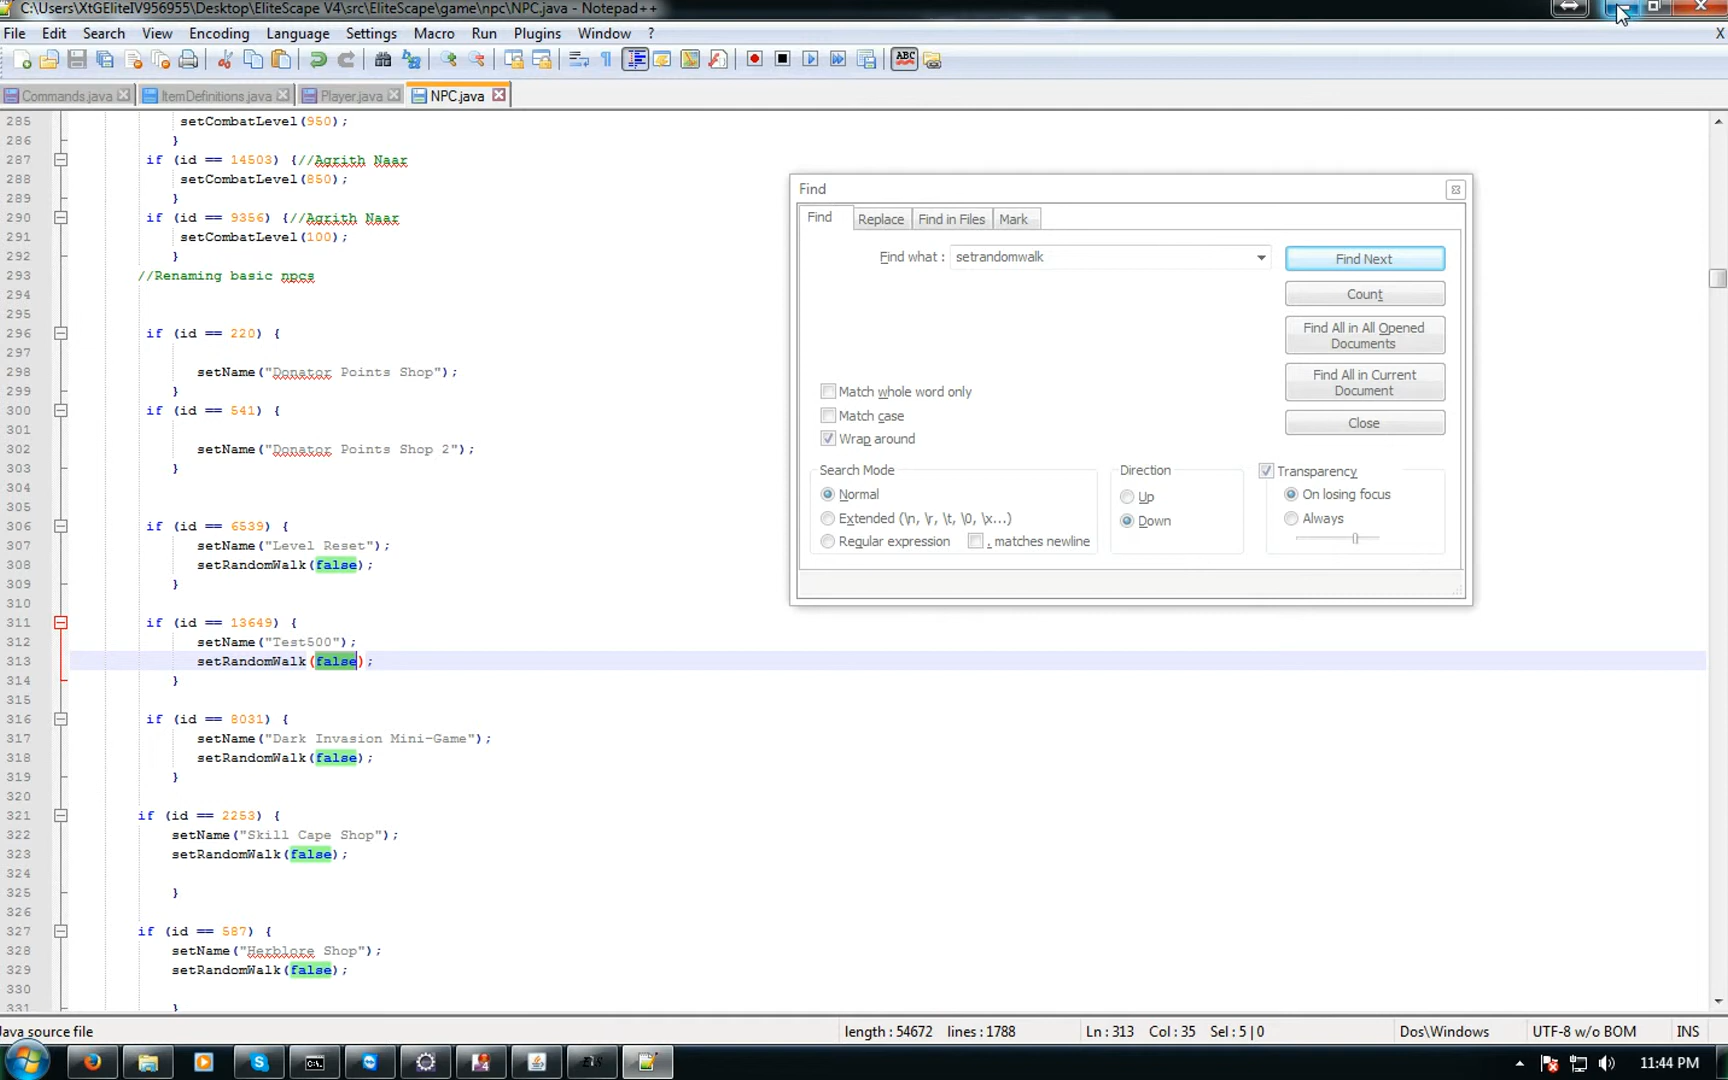 C:\Users\XtGEliteIV956955\Desktop\EliteScape V4\src\EliteScape\game\npc\NPC.java - Notepad++
File Edit Search View Encoding Language Settings Macro Run Plugins Window ? X
Commands.java ItemDefinitions.java Player.java NPC.java
285 setCombatLevel(950);
286 }
287 if (id == 14503) {//Agrith Naar
288 setCombatLevel(850);
289 }
290 if (id == 9356) {//Agrith Naar
291 setCombatLevel(100);
292 }
293 //Renaming basic npcs
294
295
296 if (id == 220) {
297
298 setName("Donator Points Shop");
299 }
300 if (id == 541) {
301
302 setName("Donator Points Shop 2");
303 }
304
305
306 if (id == 6539) {
307 setName("Level Reset");
308 setRandomWalk(false);
309 }
310
311 if (id == 13649) {
312 setName("Test500");
313 setRandomWalk(false);
314 }
315
316 if (id == 8031) {
317 setName("Dark Invasion Mini-Game");
318 setRandomWalk(false);
319 }
320
321 if (id == 2253) {
322 setName("Skill Cape Shop");
323 setRandomWalk(false);
324
325 }
326
327 if (id == 587) {
328 setName("Herblore Shop");
329 setRandomWalk(false);
330
331 }
Find
Find Replace Find in Files Mark
Find what : setrandomwalk
Find Next
Count
Find All in All Opened
Documents
Find All in Current
Document
Close
Match whole word only
Match case
Wrap around
Search Mode
Normal
Extended (\n, \r, \t, \0, \x...)
Regular expression . matches newline
Direction
Up
Down
Transparency
On losing focus
Always
Java source file length : 54672 lines : 1788 Ln : 313 Col : 35 Sel : 5 | 0 Dos\Windows UTF-8 w/o BOM INS
11:44 PM